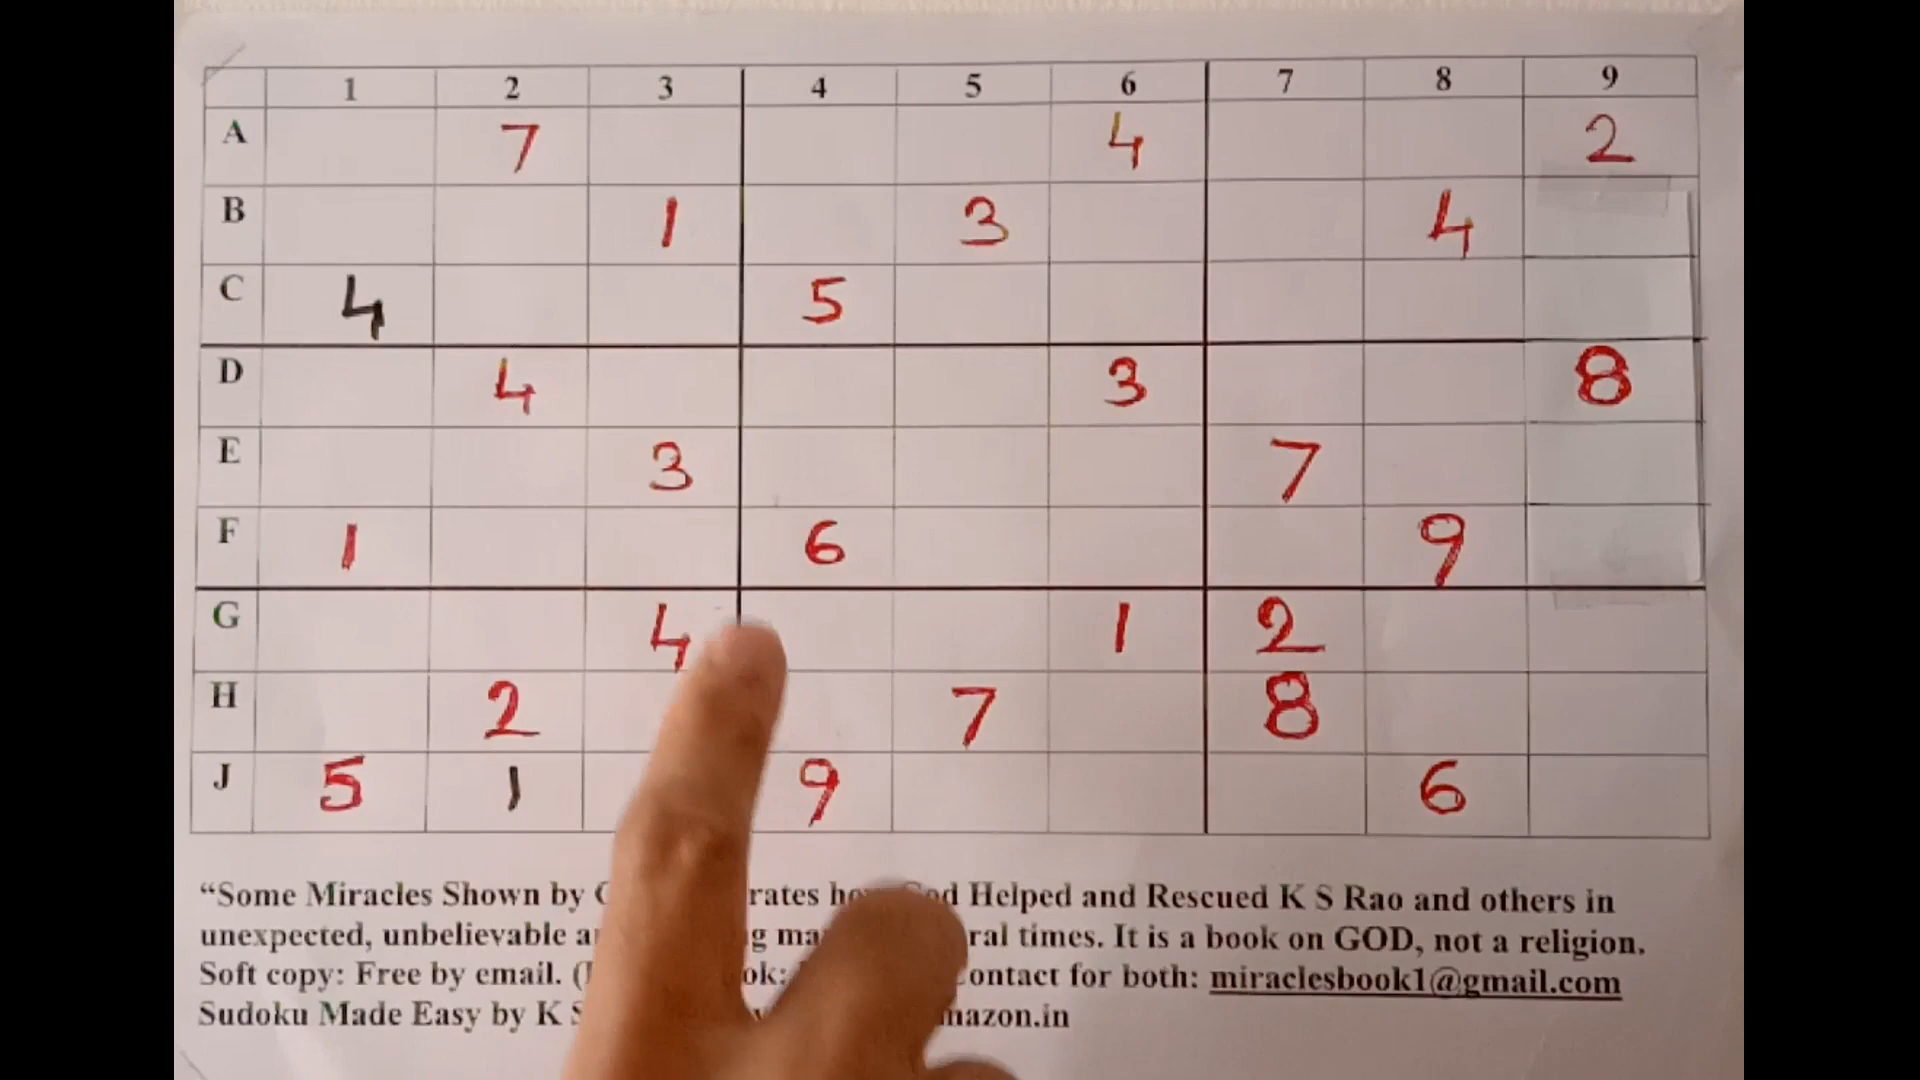 1 2 3 4 5 6 7 8 9
A 7 4 2
B 1 3 4
C 4 5
D 4 3 8
E 3 7
F 1 6 9
G 4 1 2
H 2 7 8
J 5 1 9 6
“Some Miracles Shown by rates Helped and Rescued K S Rao and others in
unexpected, unbelievable times. It is a book on GOD, not a religion.
Soft copy: Free by email. for both: miraclesbook1@gmail.com
Sudoku Made Easy by K